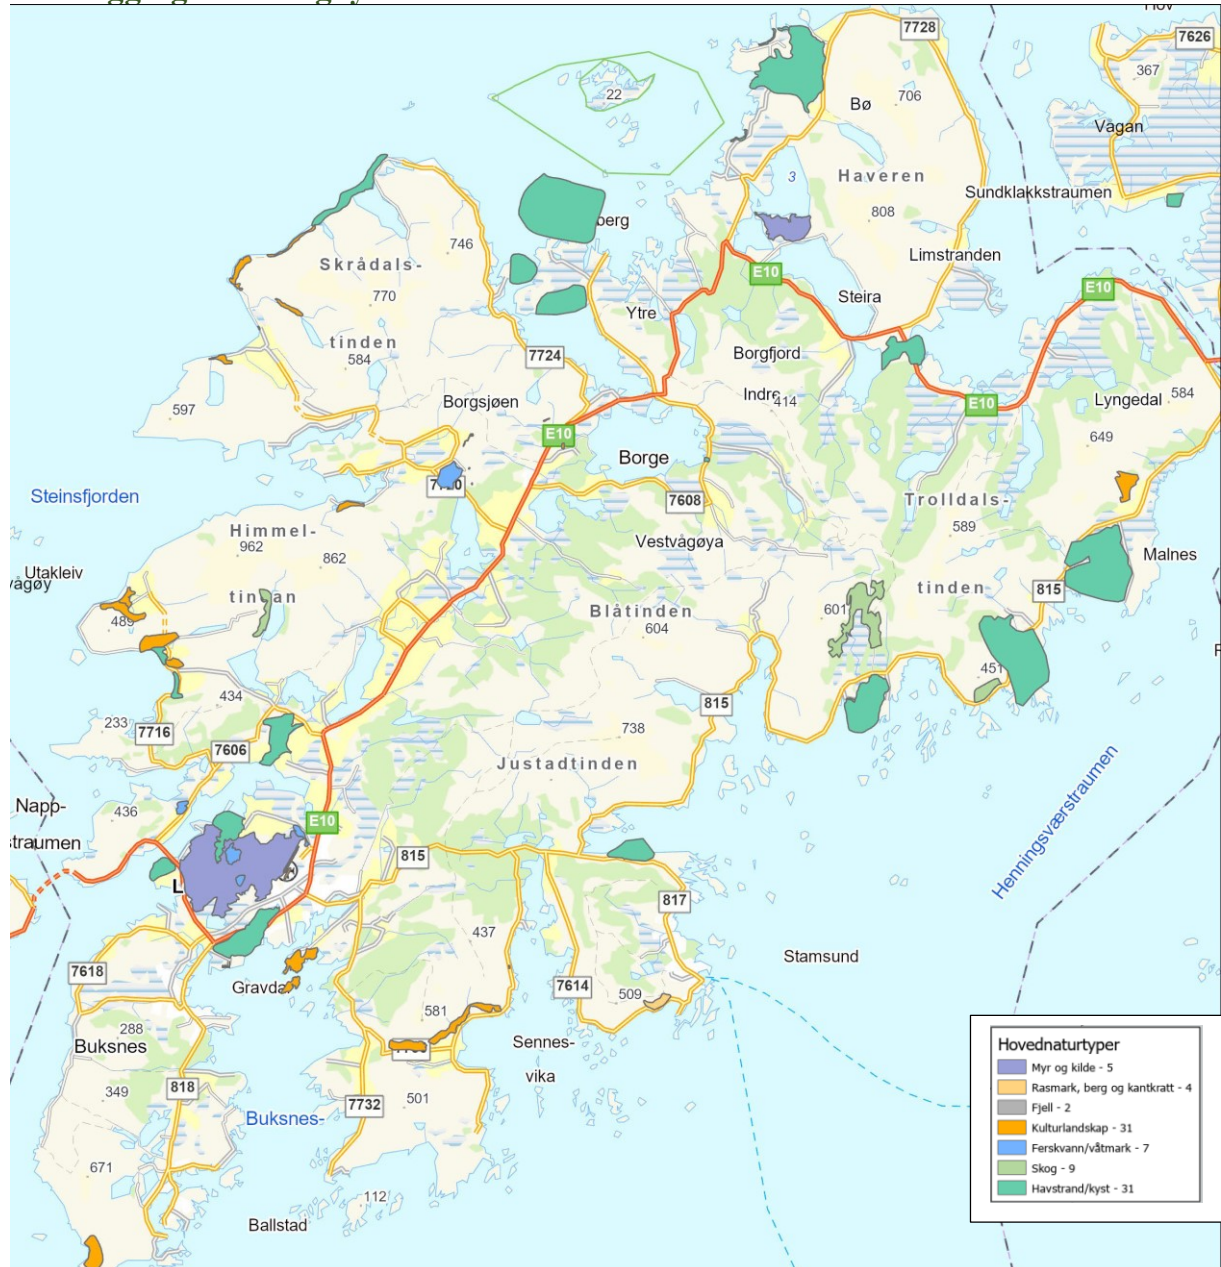 7728
7626
367
22
Bø
706
Vågan
3
Haveren
Sundklakkstraumen
berg
808
746
Skrådals-
Limstranden
E10
E10
770
Steira
Ytre
tinden
584
7724
Borgfjord
Indre
414
Borgsjøen
597
E10
Lyngedal
584
E10
649
Borge
Steinsfjorden
7608
Trolldals-
589
Himmel-
962
862
Vestvågøya
Malnes
Utakleiv
vågøy
tinden
815
489
Blåtinden
604
601
451
434
815
233
7716
738
7606
Justadtinden
Napp-
straumen
436
E10
815
L
817
Henningsværstraumen
437
Stamsund
7618
Gravdal
7614
509
581
288
Buksnes
Sennes-
vika
349
818
7732
501
Buksnes-
671
112
Ballstad
Hovednaturtyper
Myr og kilde - 5
Rasmark, berg og kantkratt - 4
Fjell - 2
Kulturlandskap - 31
Ferskvann/våtmark - 7
Skog - 9
Havstrand/kyst - 31